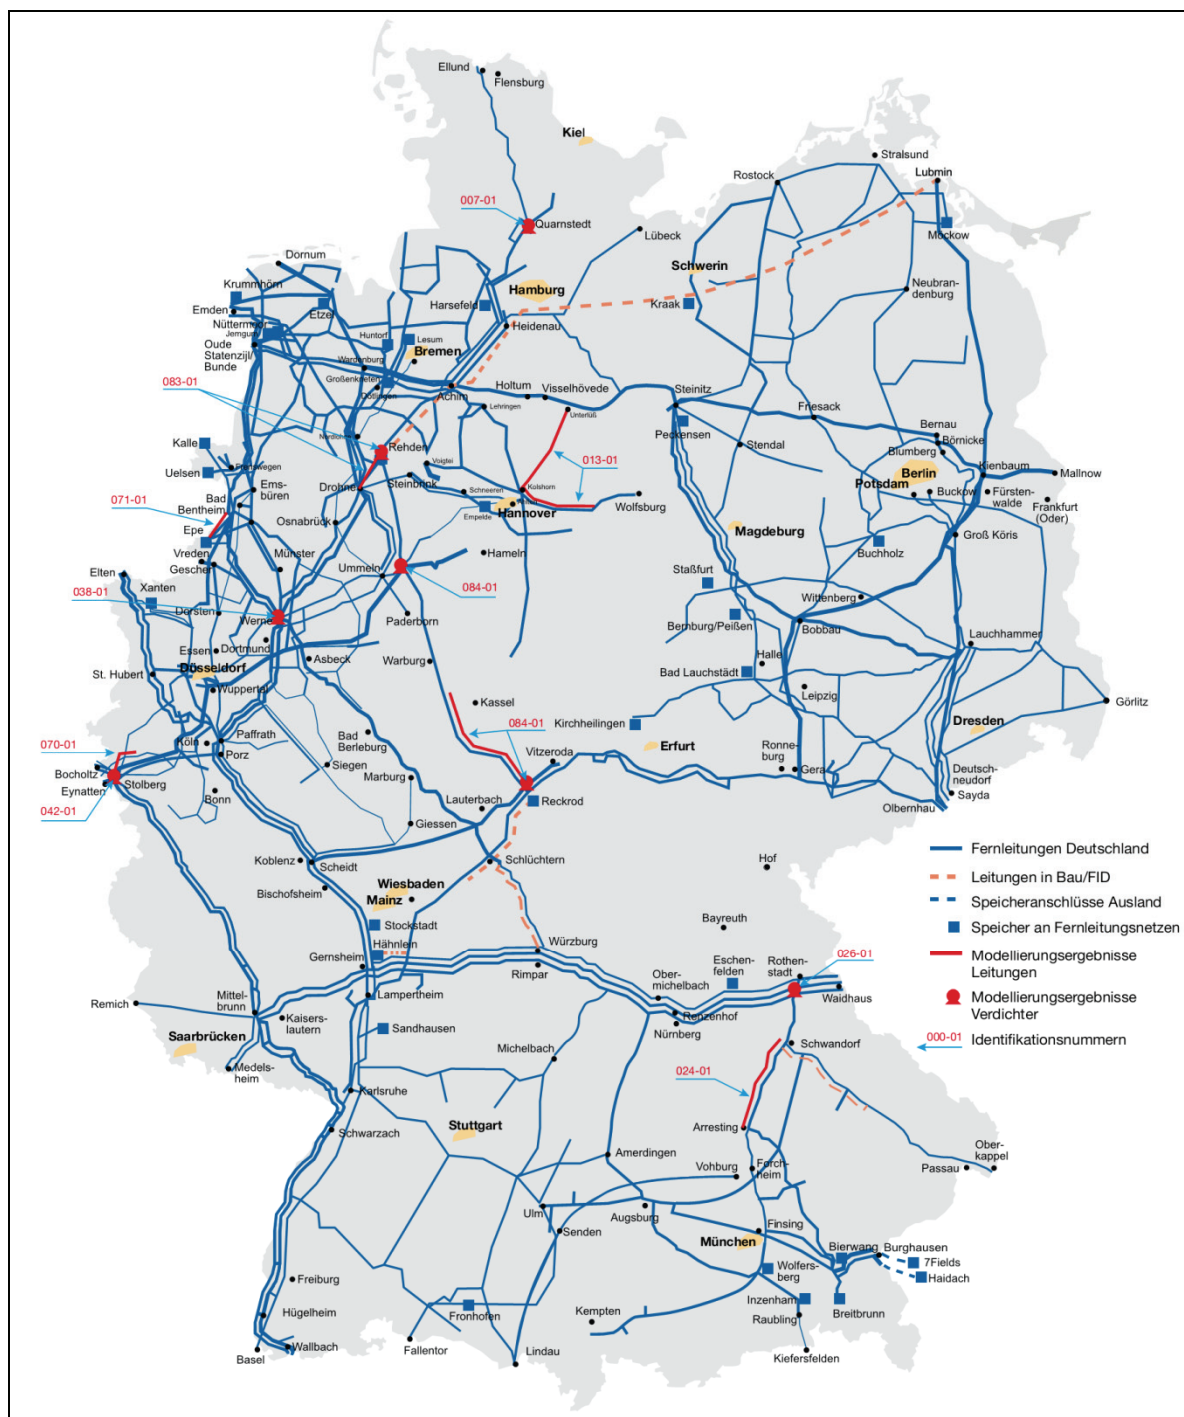 Ellund
Flensburg
Kiel
Stralsund
Rostock
Lubmin
007-01
Quarnstedt
Lübeck
Möckow
Dornum
Schwerin
Krummhörn
Hamburg
Neubran-
denburg
Emden
Etzel
Harsefeld
Kraak
Nüttermoor
Jemgum
Huntorf
Lesum
Heidenau
Oude
Statenzijl/
Bunde
Bremen
Wardenburg
083-01
Großenkneten
Dötlingen
Achim
Holtum
Visselhövede
Steinitz
Lehringen
Unterlüß
Friesack
Peckensen
Bernau
Börnicke
Nordlohne
Kalle
Rehden
Stendal
Blumberg
Voigtei
013-01
Berlin
Kienbaum
Mallnow
Uelsen
Frenswegen
Steinbrink
Potsdam
Buckow
Fürsten-
walde
Ems-
büren
Drohne
Schneeren
Kolshorn
Wolfsburg
Frankfurt
(Oder)
071-01
Bad
Bentheim
Hannover
Empelde
Osnabrück
Magdeburg
Groß Köris
Epe
Buchholz
Vreden
Münster
Hameln
Gescher
Elten
Ummeln
Staßfurt
Xanten
084-01
038-01
Wittenberg
Dorsten
Werne
Paderborn
Bernburg/Peißen
Bobbau
Lauchhammer
Essen
Dortmund
Asbeck
Warburg
Halle
Düsseldorf
St. Hubert
Bad Lauchstädt
Wuppertal
Leipzig
Kassel
Görlitz
Kirchheilingen
Dresden
084-01
Bad
Berleburg
070-01
Köln
Paffrath
Erfurt
Ronne-
burg
Vitzeroda
Porz
Siegen
Gera
Bocholtz
Marburg
Deutsch-
neudorf
Eynatten
Stolberg
Bonn
Lauterbach
Reckrod
Sayda
Olbernhau
042-01
Giessen
Koblenz
Scheidt
Schlüchtern
Hof
Fernleitungen Deutschland
Leitungen in Bau/FID
Bischofsheim
Wiesbaden
Mainz
Speicheranschlüsse Ausland
Stockstadt
Bayreuth
Speicher an Fernleitungsnetzen
Hähnlein
Würzburg
Gernsheim
Rimpar
Eschen-
felden
Rothen-
stadt
026-01
Modellierungsergebnisse
Leitungen
Ober-
michelbach
Remich
Mittel-
brunn
Lampertheim
Waidhaus
Modellierungsergebnisse
Verdichter
Kaisers-
lautern
Renzenhof
Nürnberg
Saarbrücken
Sandhausen
000-01
Identifikationsnummern
Michelbach
Schwandorf
Medels-
heim
024-01
Karlsruhe
Stuttgart
Schwarzach
Arresting
Ober-
kappel
Amerdingen
Vohburg
Forch-
heim
Passau
Ulm
Augsburg
Senden
Finsing
München
Bierwang
Burghausen
7Fields
Wolfers-
berg
Haidach
Freiburg
Inzenham
Hügelheim
Fronhofen
Kempten
Raubling
Breitbrunn
Wallbach
Basel
Fallentor
Lindau
Kiefersfelden